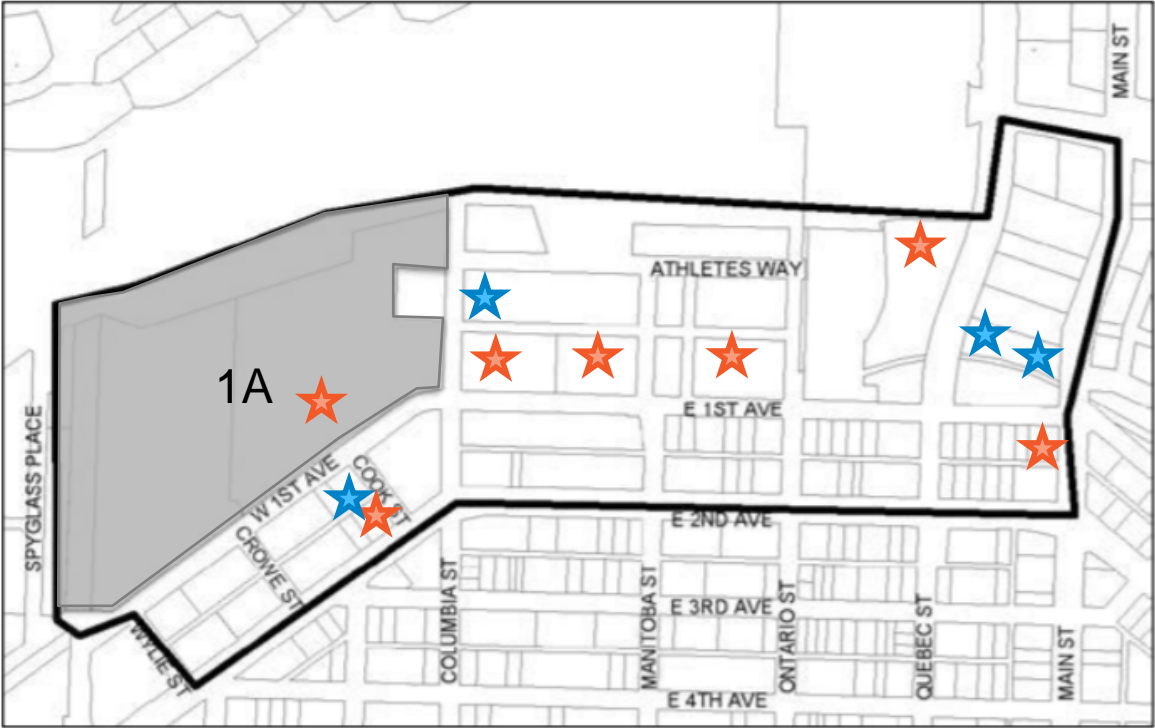 MAIN ST
ATHLETES WAY
1A
SPYGLASS PLACE
E 1ST AVE
W 1ST AVE
COOK ST
CROWE ST
WYLIE ST
E 2ND AVE
COLUMBIA ST
MANITOBA ST
E 3RD AVE
ONTARIO ST
QUEBEC ST
MAIN ST
E 4TH AVE